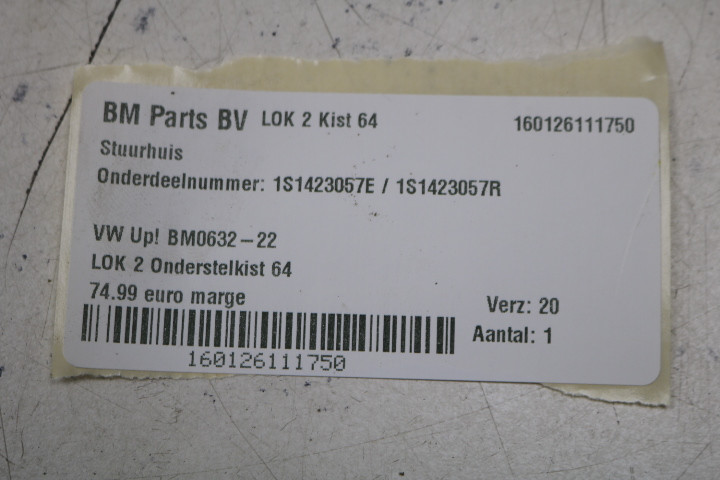 BM Parts BV LOK 2 Kist 64 160126111750
Stuurhuis
Onderdeelnummer: 1S1423057E / 1S1423057R
VW Up! BM0632-22
LOK 2 Onderstelkist 64
74.99 euro marge Verz: 20
Aantal: 1
160126111750